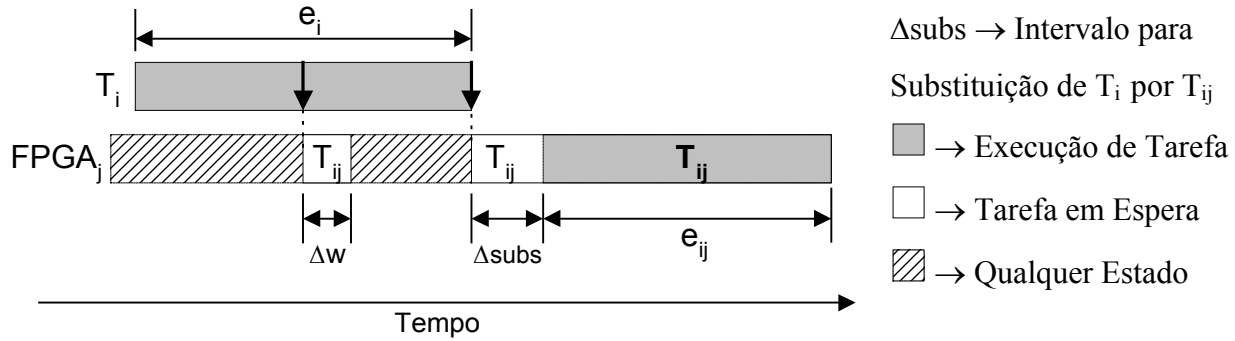 e_i
T_i
FPGA_j
T_ij
T_ij
T_ij
Δw
Δsubs
e_ij
Tempo
Δsubs → Intervalo para
Substituição de T_i por T_ij
→ Execução de Tarefa
→ Tarefa em Espera
→ Qualquer Estado